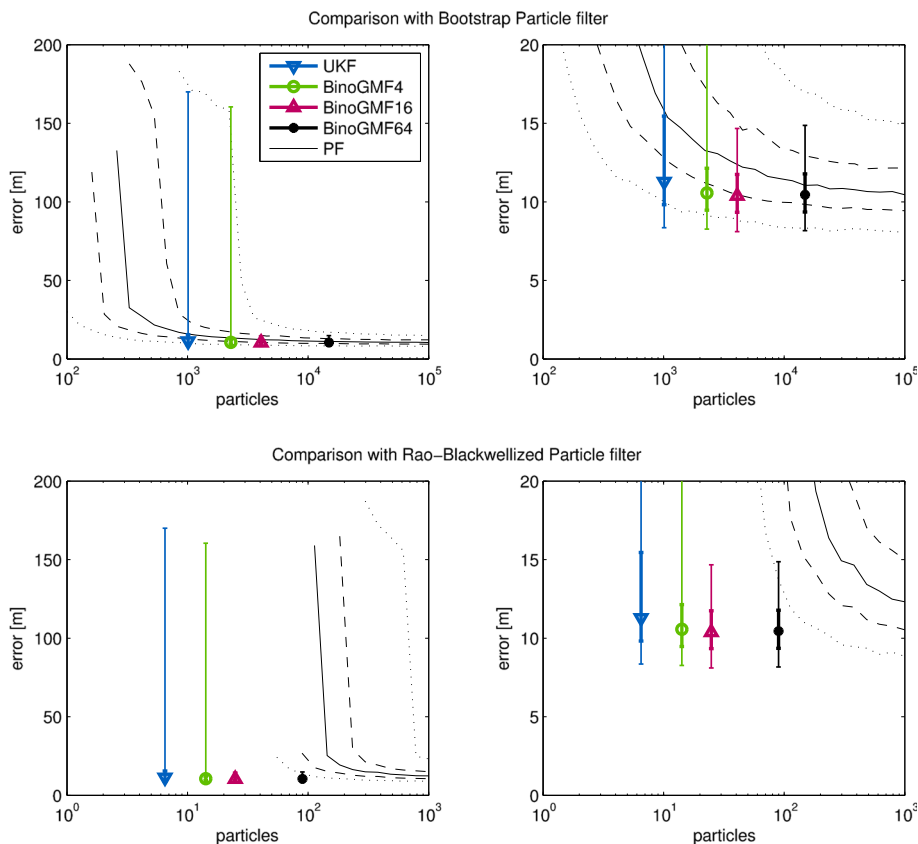 Comparison with Bootstrap Particle filter
200
150
100
50
0
error [m]
10^2
10^3
10^4
10^5
particles
UKF
BinoGMF4
BinoGMF16
BinoGMF64
PF
20
15
10
5
0
error [m]
10^2
10^3
10^4
10^5
particles
Comparison with Rao−Blackwellized Particle filter
200
150
100
50
0
error [m]
10^0
10^1
10^2
10^3
particles
20
15
10
5
0
error [m]
10^0
10^1
10^2
10^3
particles